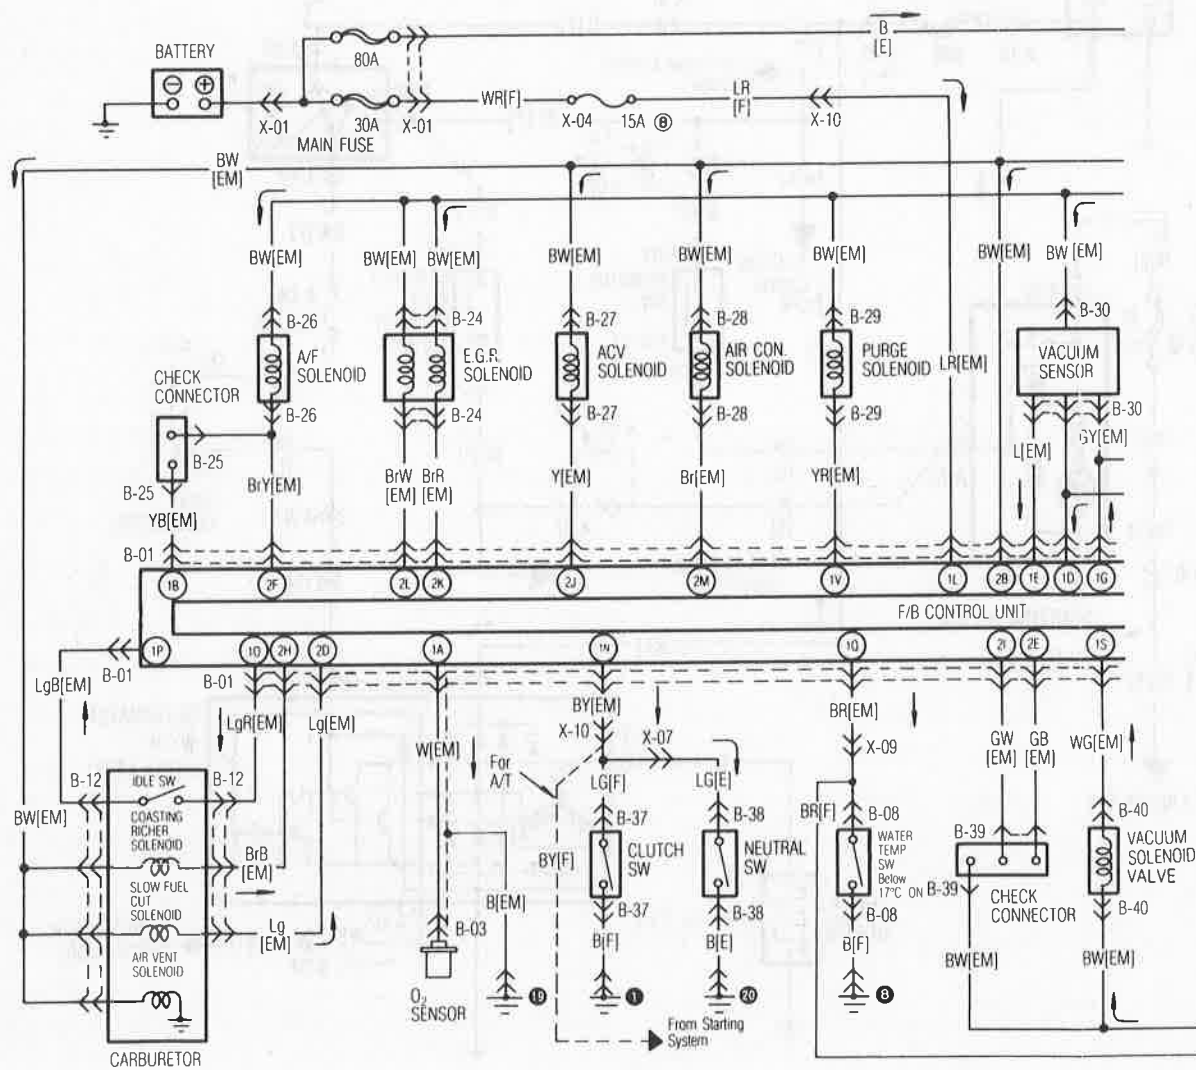 B
[E]
BATTERY
80A
WR[F]
LR
[F]
X-01
30A
X-01
X-04
15A
8
X-10
MAIN FUSE
BW
[EM]
BW[EM]
BW[EM]
BW[EM]
BW[EM]
BW[EM]
BW[EM]
BW[EM]
BW [EM]
B-26
B-24
B-27
B-28
B-29
B-30
A/F
SOLENOID
E.G.R.
SOLENOID
ACV
SOLENOID
AIR CON.
SOLENOID
PURGE
SOLENOID
LR[EM]
VACUUM
SENSOR
CHECK
CONNECTOR
B-26
B-24
B-27
B-28
B-29
B-30
B-25
L[EM]
GY[EM]
B-25
BrY[EM]
BrW
[EM]
BrR
[EM]
Y[EM]
Br[EM]
YR[EM]
YB[EM]
B-01
1B
2F
2L
2K
2J
2M
1V
1L
2B
1E
1D
1G
F/B CONTROL UNIT
1P
1O
2H
2D
1A
1N
1Q
2I
2E
1S
B-01
B-01
LgB[EM]
LgR[EM]
Lg[EM]
W[EM]
BY[EM]
X-10
X-07
BR[EM]
X-09
GW
[EM]
GB
[EM]
WG[EM]
For
A/T
LG[F]
LG[E]
B-12
IDLE SW
B-12
BW[EM]
COASTING
RICHER
SOLENOID
BrB
[EM]
SLOW FUEL
CUT
SOLENOID
Lg
[EM]
AIR VENT
SOLENOID
CARBURETOR
B-37
CLUTCH
SW
B-37
B[F]
1
B-38
NEUTRAL
SW
B-38
B[E]
20
BR[F]
B-08
WATER
TEMP
SW
Below
17°C ON
B-08
B[F]
8
B-39
B-39
CHECK
CONNECTOR
B-40
VACUUM
SOLENOID
VALVE
B-40
BY[F]
B[EM]
B-03
O2
SENSOR
19
BW[EM]
BW[EM]
From Starting
System